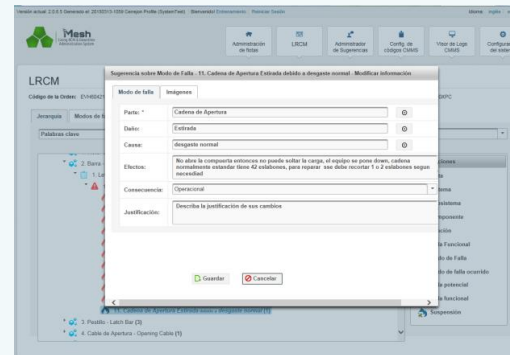 Mesh
Administración
de flotas
LRCM
Administrador
de Sugerencias
Config. de
códigos CMMS
Visor de Logs
CMMS
LRCM
Código de la Orden:
Sugerencia sobre Modo de Falla - 11. Cadena de Apertura Estirada debido a desgaste normal - Modificar información
Modo de falla
Imágenes
Jerarquía
Palabras clave
Parte: *
Cadena de Apertura
Daño:
Estirada
Causa:
desgaste normal
Efectos:
No abre la compuerta entonces no puede soltar la carga, el equipo se pone down, cadena
normalmente estandar tiene 42 eslabones, para reparar sse debe recortar 1 o 2 eslabones segun
necesidad
Consecuencia:
Operacional
Justificación:
Describa la justificación de sus cambios
Guardar
Cancelar
11. Cadena de Apertura Estirada debido a desgaste normal (1)
3: Pestillo - Latch Bar (3)
4: Cable de Apertura - Opening Cable (1)
Suspensión